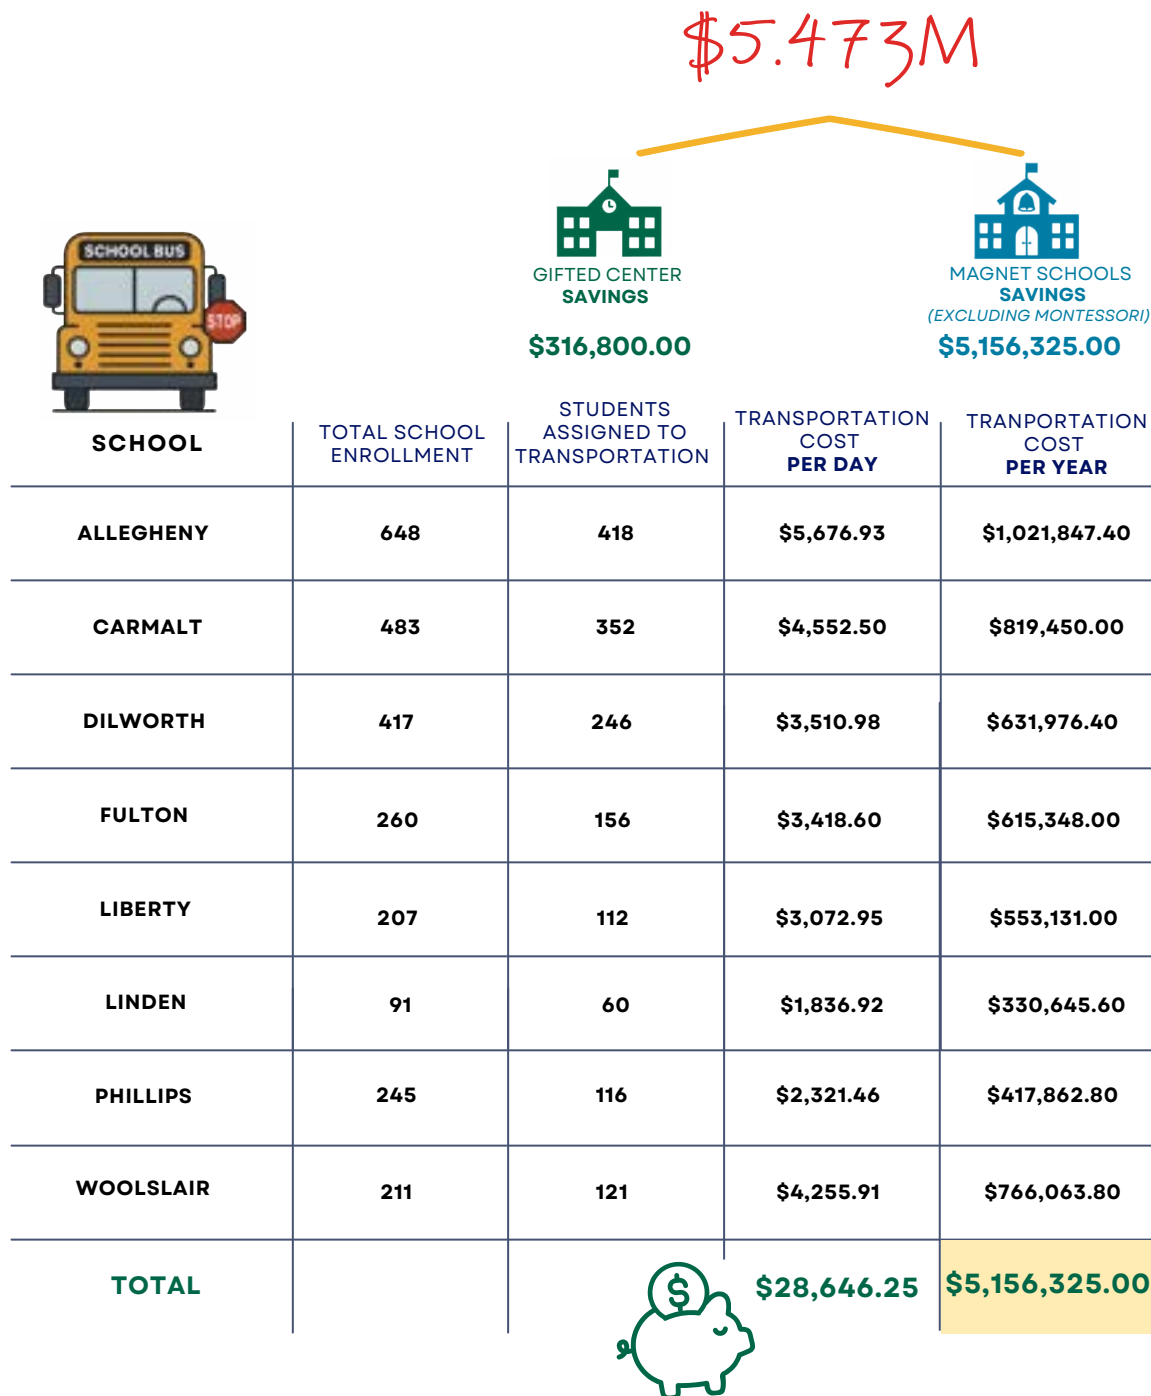 $5.473M
SCHOOL BUS
STOP
GIFTED CENTER
SAVINGS
$316,800.00
MAGNET SCHOOLS
SAVINGS
(EXCLUDING MONTESSORI)
$5,156,325.00
SCHOOL
TOTAL SCHOOL
ENROLLMENT
STUDENTS
ASSIGNED TO
TRANSPORTATION
TRANSPORTATION
COST
PER DAY
TRANPORTATION
COST
PER YEAR
ALLEGHENY 648 418 $5,676.93 $1,021,847.40
CARMALT 483 352 $4,552.50 $819,450.00
DILWORTH 417 246 $3,510.98 $631,976.40
FULTON 260 156 $3,418.60 $615,348.00
LIBERTY 207 112 $3,072.95 $553,131.00
LINDEN 91 60 $1,836.92 $330,645.60
PHILLIPS 245 116 $2,321.46 $417,862.80
WOOLSLAIR 211 121 $4,255.91 $766,063.80
TOTAL $28,646.25 $5,156,325.00
$